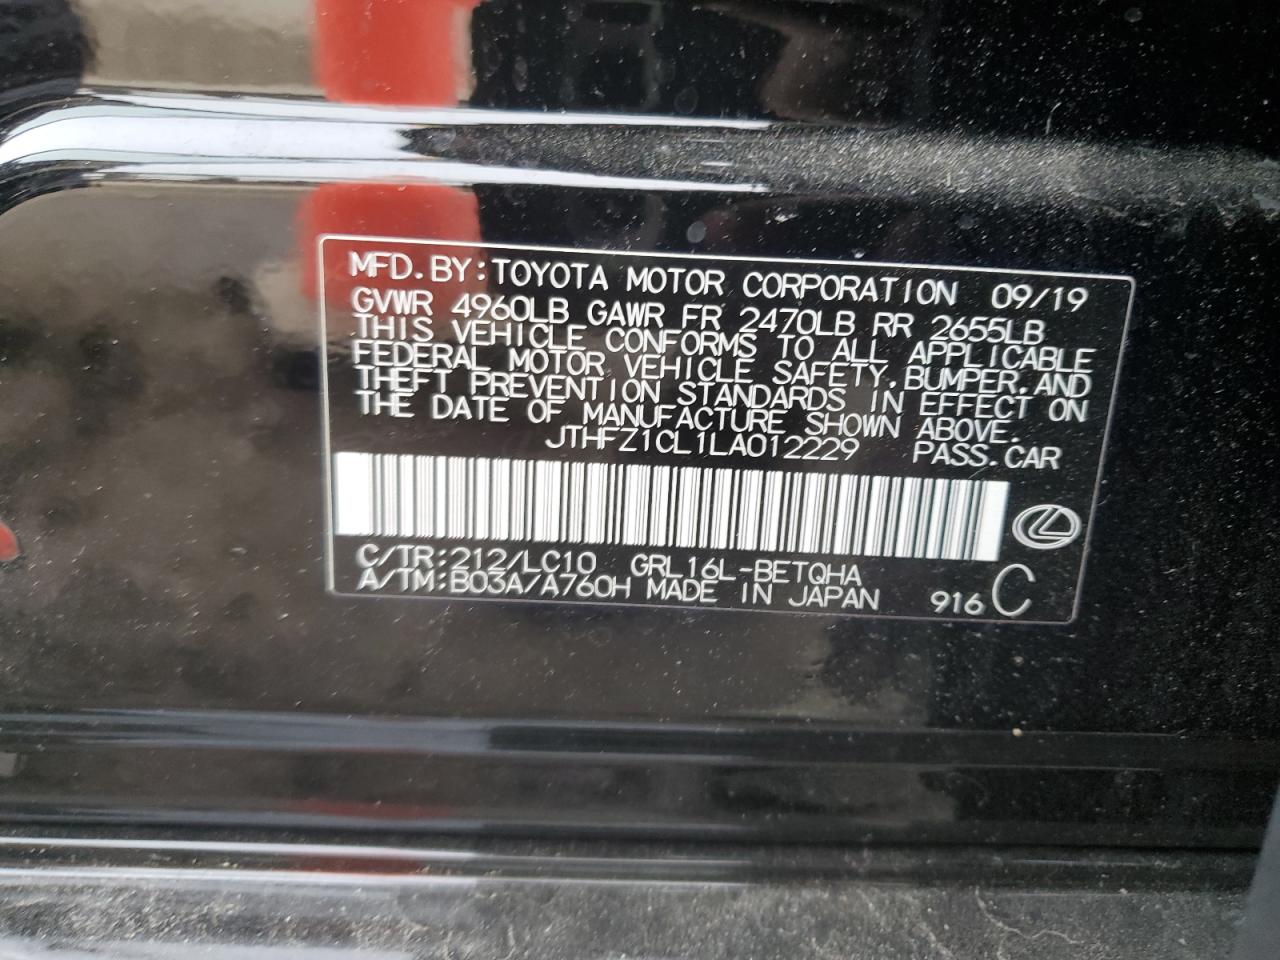 MFD.BY:TOYOTA MOTOR CORPORATION 09/19
GVWR 4960LB GAWR FR 2470LB RR 2655LB
THIS VEHICLE CONFORMS TO ALL APPLICABLE
FEDERAL MOTOR VEHICLE SAFETY,BUMPER,AND
THEFT PREVENTION STANDARDS IN EFFECT ON
THE DATE OF MANUFACTURE SHOWN ABOVE.
JTHFZ1CL1LA012229 PASS.CAR
C/TR:212/LC10 GRL16L-BETQHA
A/TM:B03A/A760H MADE IN JAPAN 916 C